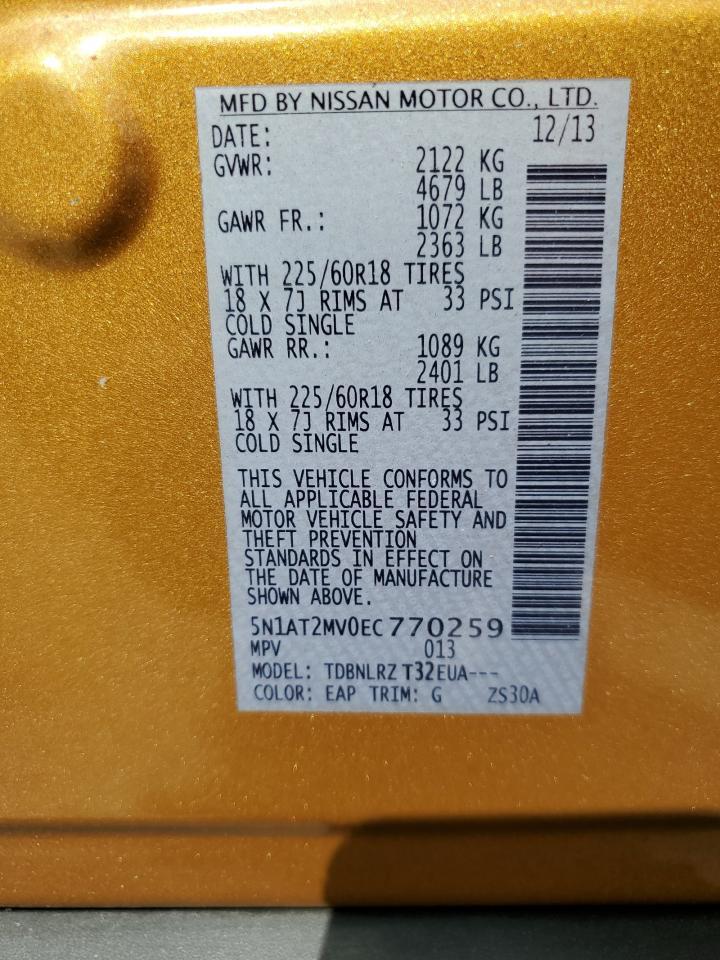 MFD BY NISSAN MOTOR CO., LTD.
DATE: 12/13
GVWR: 2122 KG
4679 LB
GAWR FR.: 1072 KG
2363 LB
WITH 225/60R18 TIRES
18 X 7J RIMS AT 33 PSI
COLD SINGLE
GAWR RR.: 1089 KG
2401 LB
WITH 225/60R18 TIRES
18 X 7J RIMS AT 33 PSI
COLD SINGLE
THIS VEHICLE CONFORMS TO
ALL APPLICABLE FEDERAL
MOTOR VEHICLE SAFETY AND
THEFT PREVENTION
STANDARDS IN EFFECT ON
THE DATE OF MANUFACTURE
SHOWN ABOVE.
5N1AT2MV0EC770259
MPV 013
MODEL: TDBNLRZ T32EUA---
COLOR: EAP TRIM: G ZS30A